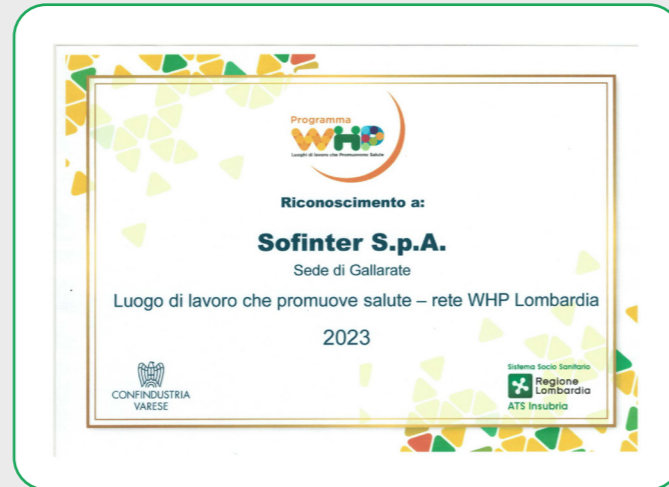 Programma
WHP
Luoghi di lavoro che Promuovono Salute
Riconoscimento a:
Sofinter S.p.A.
Sede di Gallarate
Luogo di lavoro che promuove salute – rete WHP Lombardia
2023
CONFINDUSTRIA
VARESE
Sistema Socio Sanitario
Regione
Lombardia
ATS Insubria